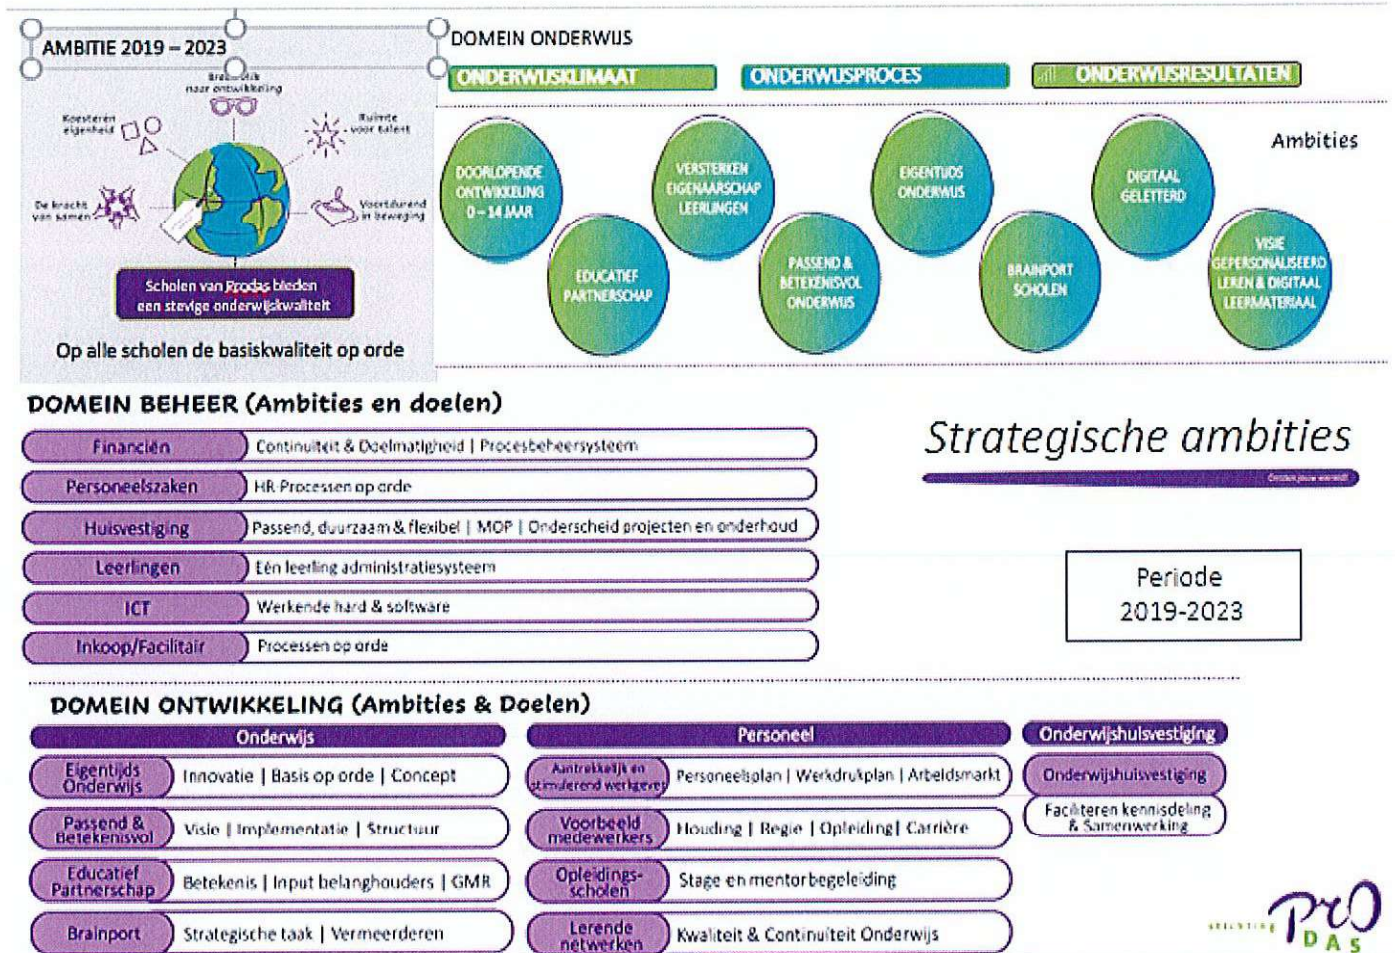 AMBITIE 2019 – 2023
naar ontwikkeling
Koesteren
eigenheid
Ruimte
voor talent
De kracht
van samen
Voortdurend
in beweging
Scholen van Prodas bieden
een stevige onderwijskwaliteit
Op alle scholen de basiskwaliteit op orde
DOMEIN ONDERWIJS
ONDERWIJSKLIMAAT
ONDERWIJSPROCES
ONDERWIJSRESULTATEN
Ambities
DOORLOPENDE
ONTWIKKELING
0 – 14 JAAR
EDUCATIEF
PARTNERSCHAP
VERSTERKEN
EIGENAARSCHAP
LEERLINGEN
PASSEND &
BETEKENISVOL
ONDERWIJS
EIGENTIJDS
ONDERWIJS
BRAINPORT
SCHOLEN
DIGITAAL
GELETTERD
VISIE
GEPERSONALISEERD
LEREN & DIGITAAL
LEERMATERIAAL
DOMEIN BEHEER (Ambities en doelen)
Financiën
Continuïteit & Doelmatigheid | Procesbeheersysteem
Personeelszaken
HR-Processen op orde
Huisvestiging
Passend, duurzaam & flexibel | MOP | Onderscheid projecten en onderhoud
Leerlingen
Eén leerling administratiesysteem
ICT
Werkende hard & software
Inkoop/Facilitair
Processen op orde
Strategische ambities
Periode
2019-2023
DOMEIN ONTWIKKELING (Ambities & Doelen)
Onderwijs
Eigentijds
Onderwijs
Innovatie | Basis op orde | Concept
Passend &
Betekenisvol
Visie | Implementatie | Structuur
Educatief
Partnerschap
Betekenis | Input belanghouders | GMR
Brainport
Strategische taak | Vermeerderen
Personeel
Aantrekkelijk en
stimulerend werkgever
Personeelsplan | Werkdrukplan | Arbeidsmarkt
Voorbeeld
medewerkers
Houding | Regie | Opleiding| Carrière
Opleidings-
scholen
Stage en mentorbegeleiding
Lerende
netwerken
Kwaliteit & Continuïteit Onderwijs
Onderwijshuisvestiging
Onderwijshuisvestiging
Faciliteren kennisdeling
& Samenwerking
STICHTING
PrO
DAS